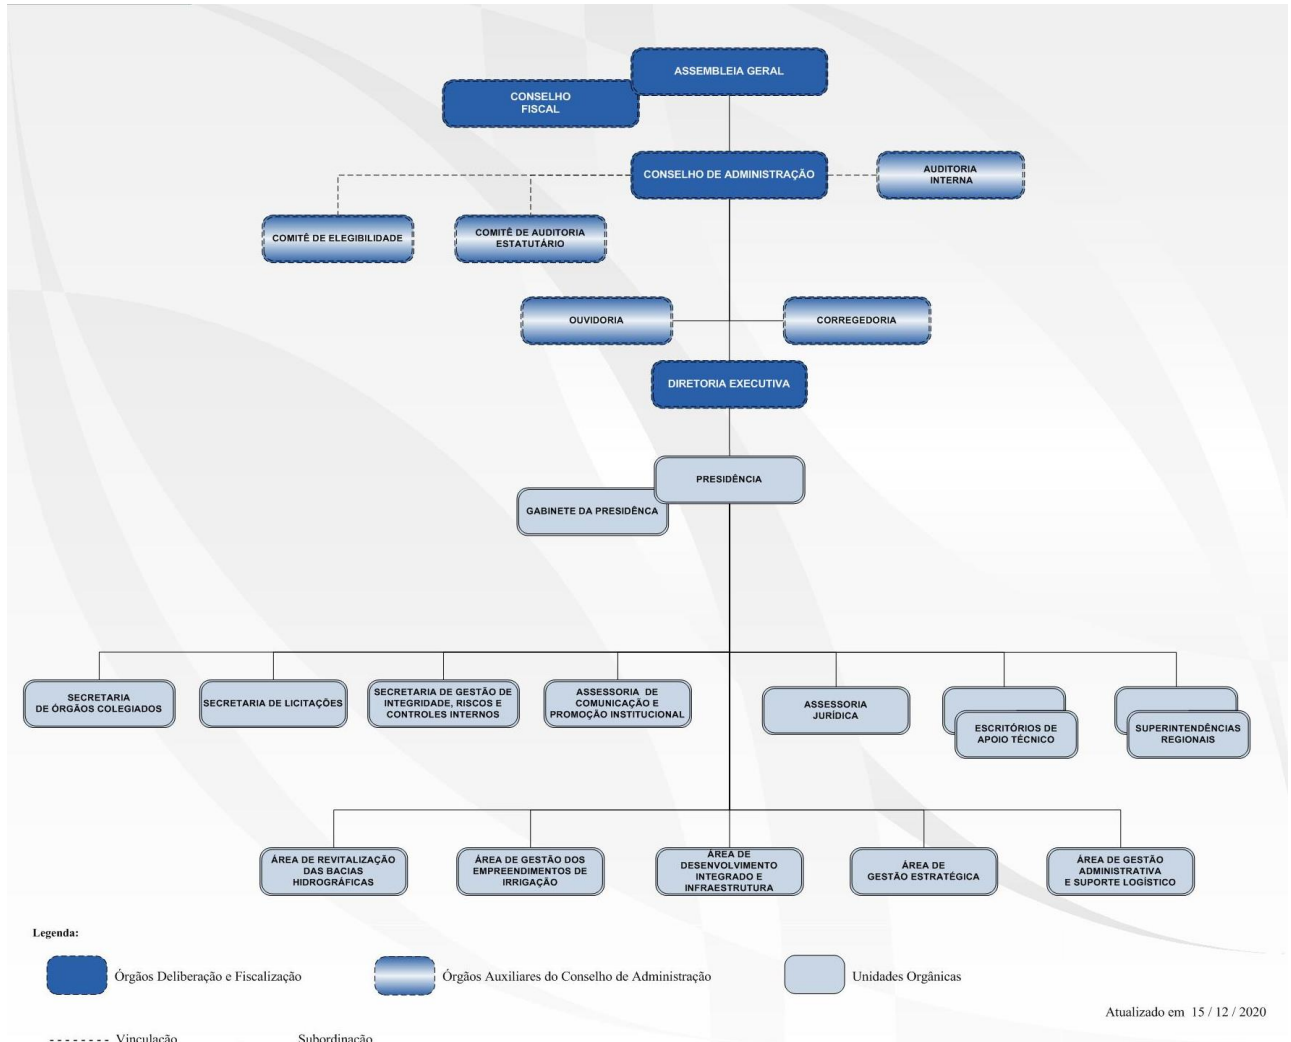 ASSEMBLEIA GERAL
CONSELHO
FISCAL
CONSELHO DE ADMINISTRAÇÃO
AUDITORIA
INTERNA
COMITÊ DE ELEGIBILIDADE
COMITÊ DE AUDITORIA
ESTATUTÁRIO
OUVIDORIA
CORREGEDORIA
DIRETORIA EXECUTIVA
PRESIDÊNCIA
GABINETE DA PRESIDÊNCA
SECRETARIA
DE ÓRGÃOS COLEGIADOS
SECRETARIA DE LICITAÇÕES
SECRETARIA DE GESTÃO DE
INTEGRIDADE, RISCOS E
CONTROLES INTERNOS
ASSESSORIA DE
COMUNICAÇÃO E
PROMOÇÃO INSTITUCIONAL
ASSESSORIA
JURÍDICA
ESCRITÓRIOS DE
APOIO TÉCNICO
SUPERINTENDÊNCIAS
REGIONAIS
ÁREA DE REVITALIZAÇÃO
DAS BACIAS
HIDROGRÁFICAS
ÁREA DE GESTÃO DOS
EMPREENDIMENTOS DE
IRRIGAÇÃO
ÁREA DE
DESENVOLVIMENTO
INTEGRADO E
INFRAESTRUTURA
ÁREA DE
GESTÃO ESTRATÉGICA
ÁREA DE GESTÃO
ADMINISTRATIVA
E SUPORTE LOGÍSTICO
Legenda:
Órgãos Deliberação e Fiscalização
Órgãos Auxiliares do Conselho de Administração
Unidades Orgânicas
Atualizado em 15 / 12 / 2020
Vinculação
Subordinação